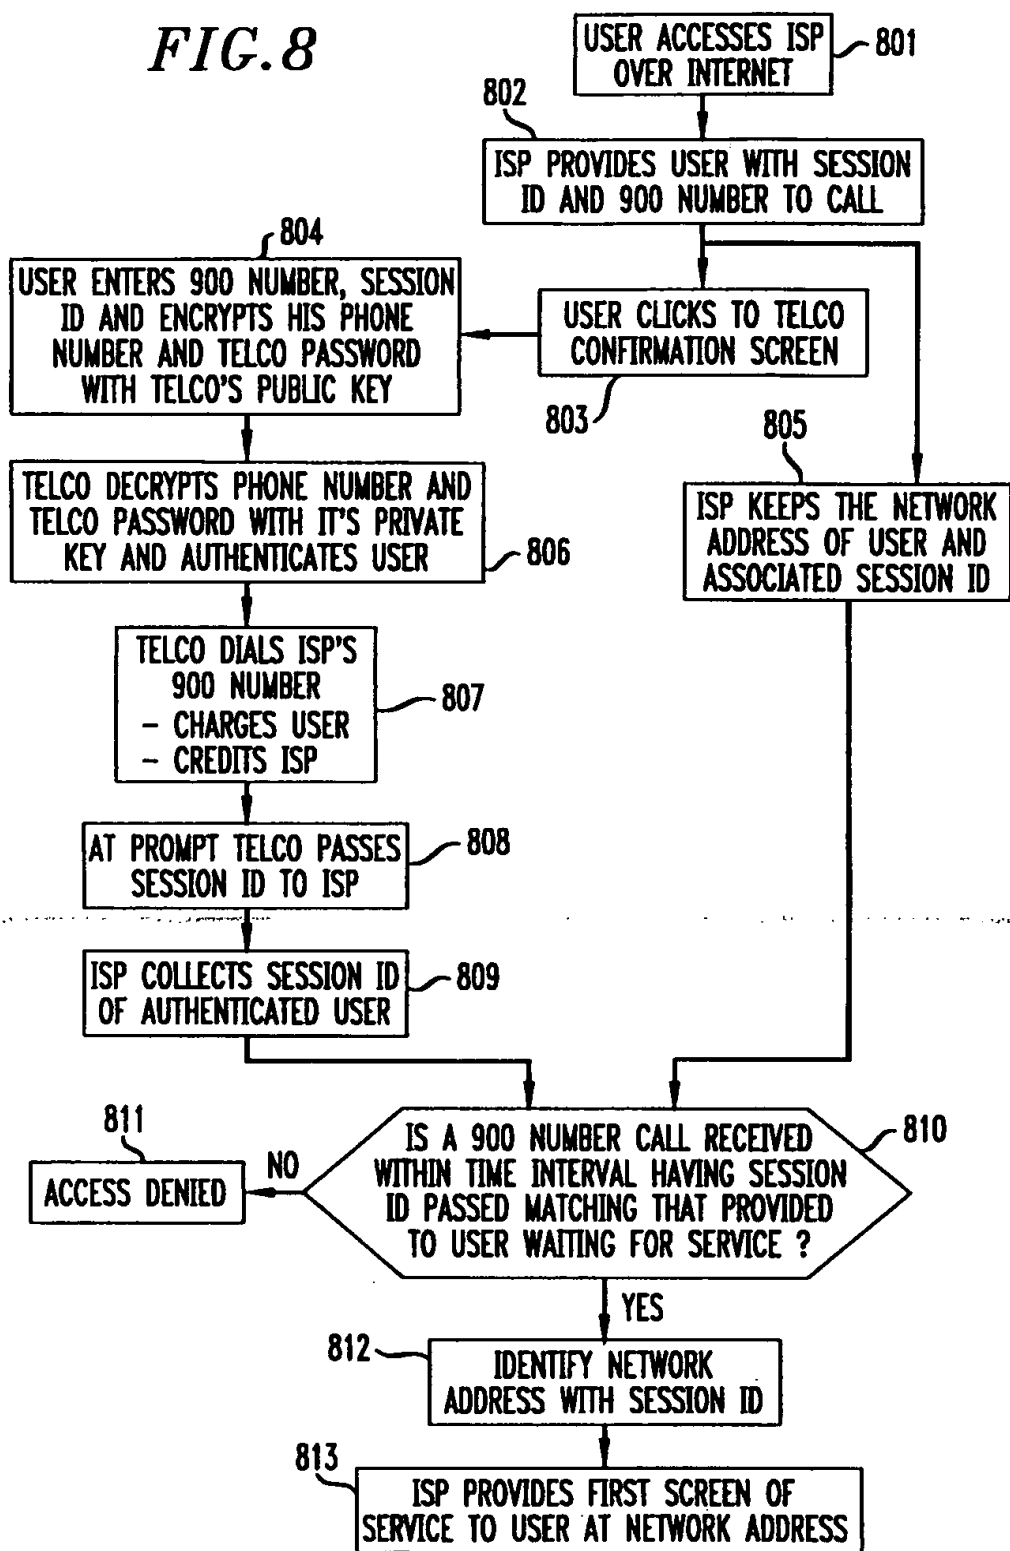 FIG. 8
USER ACCESSES ISP
OVER INTERNET
801
802
ISP PROVIDES USER WITH SESSION
ID AND 900 NUMBER TO CALL
804
USER ENTERS 900 NUMBER, SESSION
ID AND ENCRYPTS HIS PHONE
NUMBER AND TELCO PASSWORD
WITH TELCO'S PUBLIC KEY
USER CLICKS TO TELCO
CONFIRMATION SCREEN
803
805
ISP KEEPS THE NETWORK
ADDRESS OF USER AND
ASSOCIATED SESSION ID
TELCO DECRYPTS PHONE NUMBER AND
TELCO PASSWORD WITH IT'S PRIVATE
KEY AND AUTHENTICATES USER
806
TELCO DIALS ISP'S
900 NUMBER
- CHARGES USER
- CREDITS ISP
807
AT PROMPT TELCO PASSES
SESSION ID TO ISP
808
ISP COLLECTS SESSION ID
OF AUTHENTICATED USER
809
IS A 900 NUMBER CALL RECEIVED
WITHIN TIME INTERVAL HAVING SESSION
ID PASSED MATCHING THAT PROVIDED
TO USER WAITING FOR SERVICE ?
810
NO
811
ACCESS DENIED
YES
812
IDENTIFY NETWORK
ADDRESS WITH SESSION ID
813
ISP PROVIDES FIRST SCREEN OF
SERVICE TO USER AT NETWORK ADDRESS